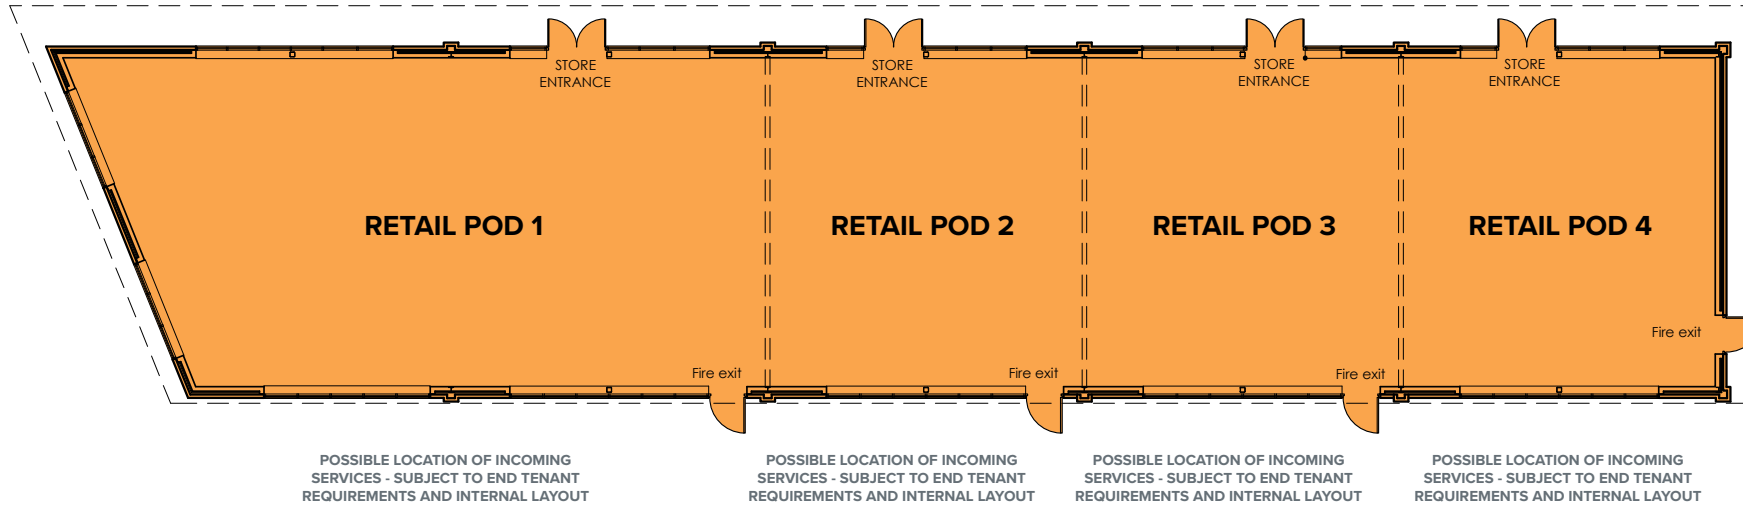 STORE
ENTRANCE
STORE
ENTRANCE
STORE
ENTRANCE
STORE
ENTRANCE
RETAIL POD 1
RETAIL POD 2
RETAIL POD 3
RETAIL POD 4
Fire exit
Fire exit
Fire exit
Fire exit
POSSIBLE LOCATION OF INCOMING
SERVICES - SUBJECT TO END TENANT
REQUIREMENTS AND INTERNAL LAYOUT
POSSIBLE LOCATION OF INCOMING
SERVICES - SUBJECT TO END TENANT
REQUIREMENTS AND INTERNAL LAYOUT
POSSIBLE LOCATION OF INCOMING
SERVICES - SUBJECT TO END TENANT
REQUIREMENTS AND INTERNAL LAYOUT
POSSIBLE LOCATION OF INCOMING
SERVICES - SUBJECT TO END TENANT
REQUIREMENTS AND INTERNAL LAYOUT